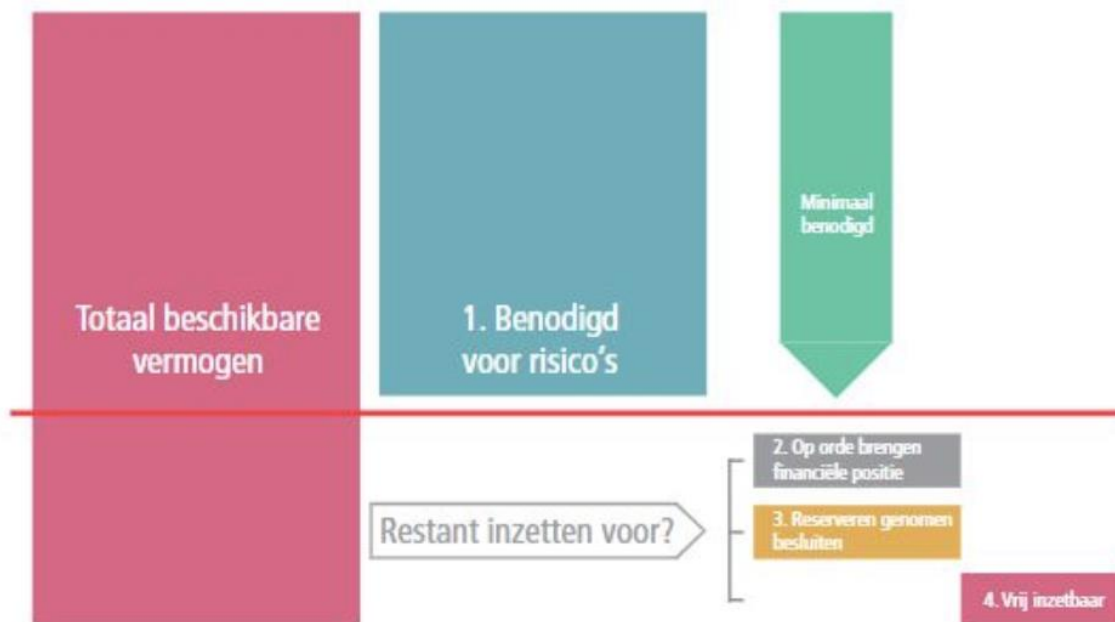 Totaal beschikbare
vermogen
1. Benodigd
voor risico's
Minimaal
benodigd
Restant inzetten voor?
2. Op orde brengen
financiële positie
3. Reserveren genomen
besluiten
4. Vrij inzetbaar